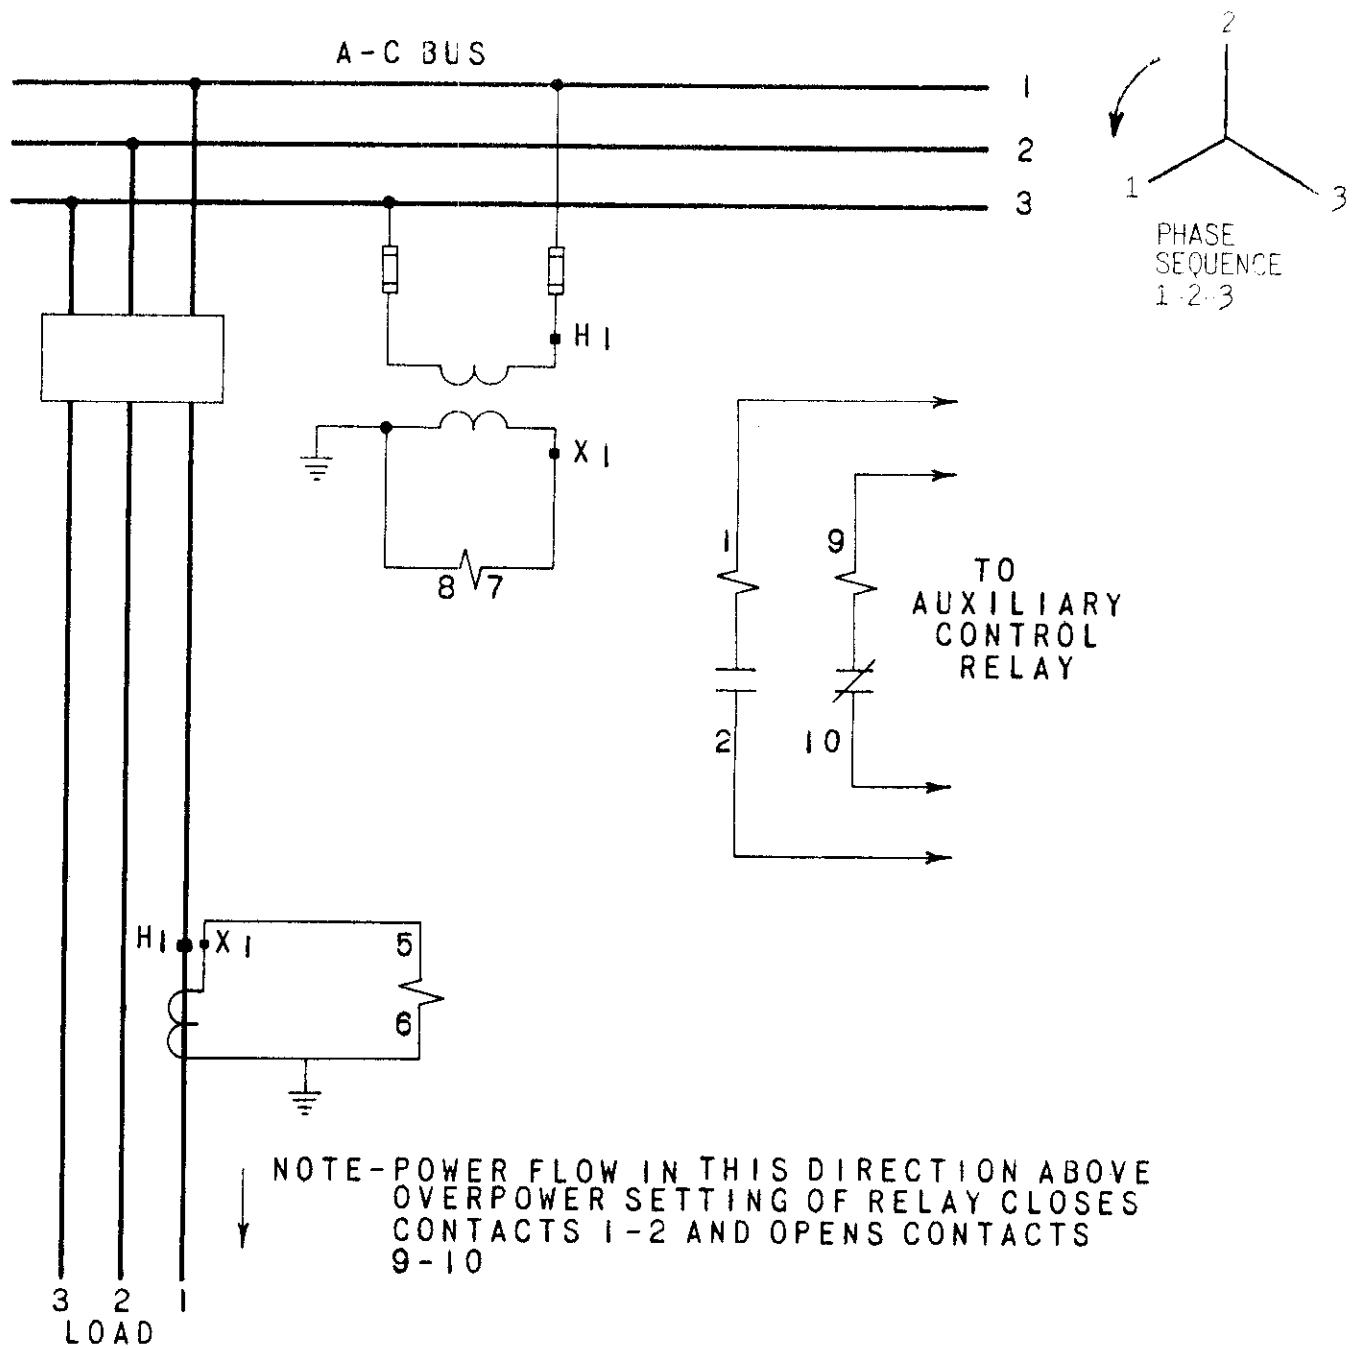 A-C BUS
1
2
3
2
1
3
PHASE
SEQUENCE
1-2-3
H1
X1
8 7
1
9
2
10
TO
AUXILIARY
CONTROL
RELAY
H1 X1
5
6
NOTE-POWER FLOW IN THIS DIRECTION ABOVE
OVERPOWER SETTING OF RELAY CLOSES
CONTACTS 1-2 AND OPENS CONTACTS
9-10
3 2 1
LOAD